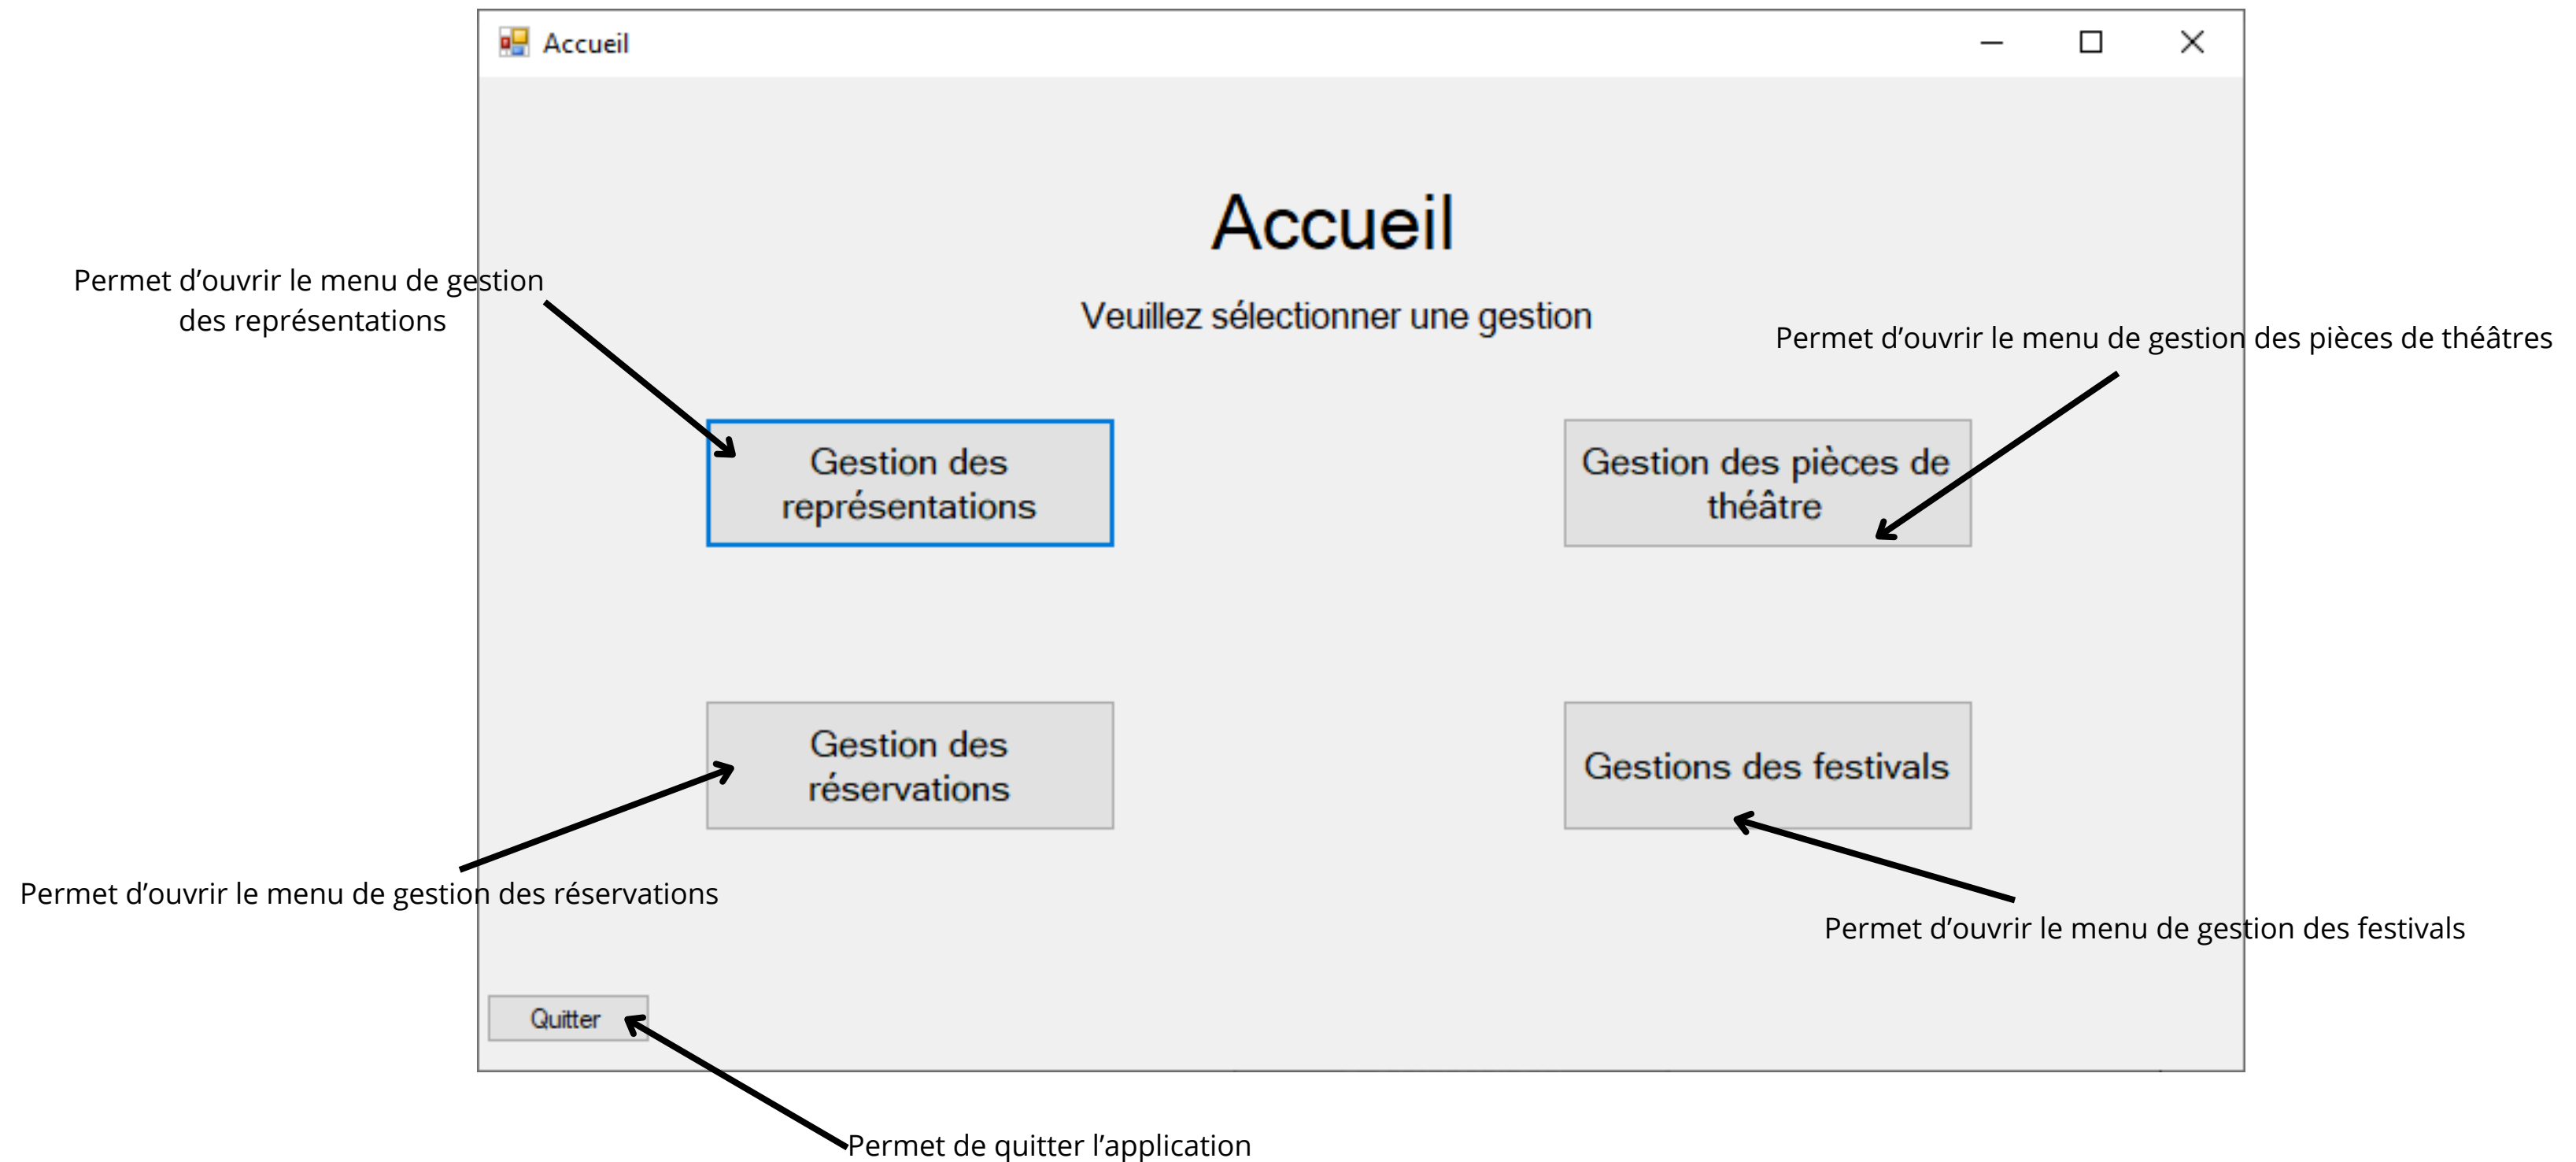 Accueil
Accueil
Veuillez sélectionner une gestion
Permet d’ouvrir le menu de gestion
des représentations
Permet d’ouvrir le menu de gestion des pièces de théâtres
Gestion des
représentations
Gestion des pièces de
théâtre
Gestion des
réservations
Gestions des festivals
Permet d’ouvrir le menu de gestion des réservations
Permet d’ouvrir le menu de gestion des festivals
Quitter
Permet de quitter l’application